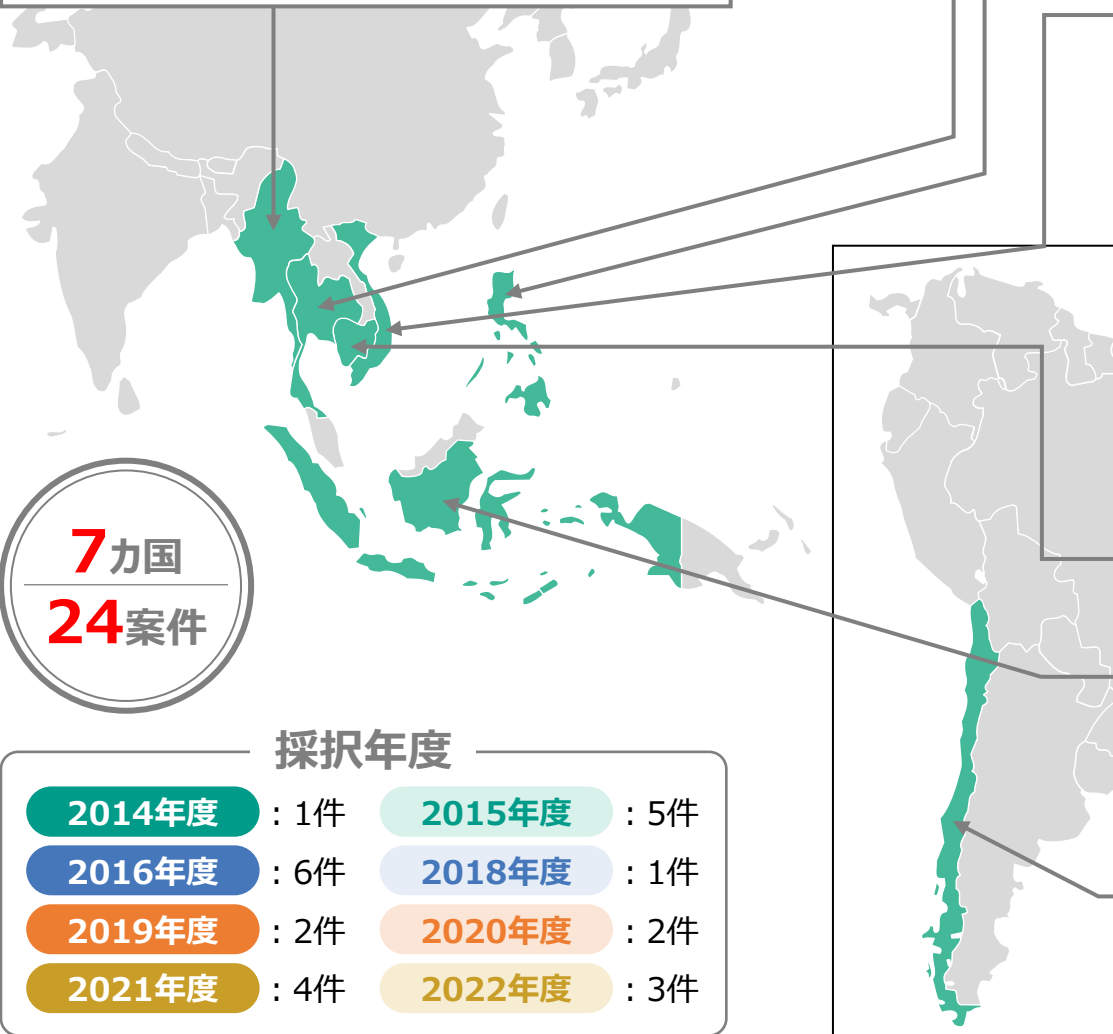 7カ国
24案件
採択年度
2014年度 : 1件 2015年度 : 5件
2016年度 : 6件 2018年度 : 1件
2019年度 : 2件 2020年度 : 2件
2021年度 : 4件 2022年度 : 3件